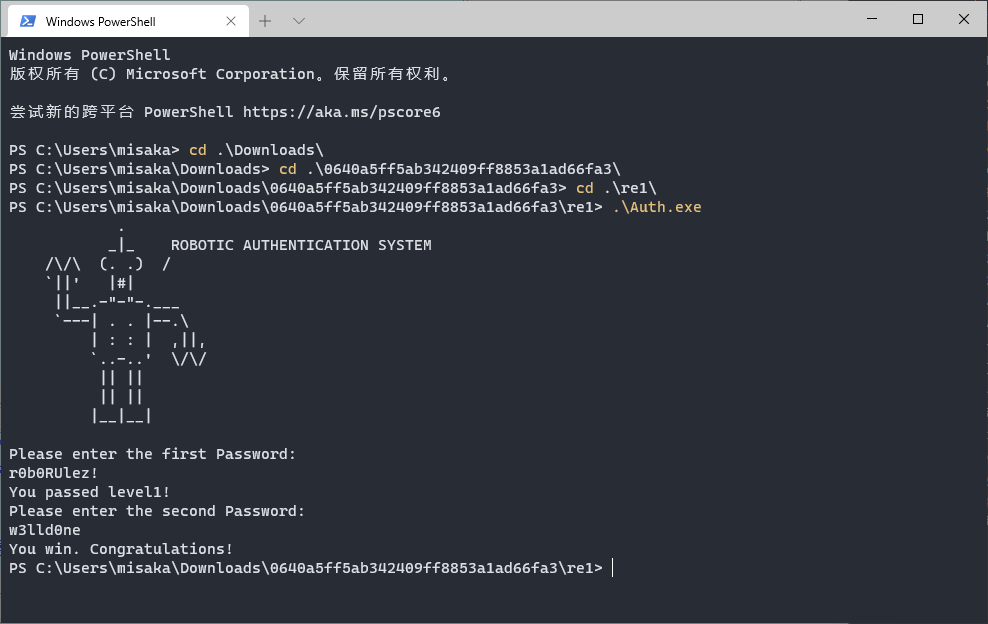 Windows PowerShell
Windows PowerShell
版权所有 (C) Microsoft Corporation。保留所有权利。
尝试新的跨平台 PowerShell https://aka.ms/pscore6
PS C:\Users\misaka> cd .\Downloads\
PS C:\Users\misaka\Downloads> cd .\0640a5ff5ab342409ff8853a1ad66fa3\
PS C:\Users\misaka\Downloads\0640a5ff5ab342409ff8853a1ad66fa3> cd .\re1\
PS C:\Users\misaka\Downloads\0640a5ff5ab342409ff8853a1ad66fa3\re1> .\Auth.exe
ROBOTIC AUTHENTICATION SYSTEM
Please enter the first Password:
r0b0RUlez!
You passed level1!
Please enter the second Password:
w3lld0ne
You win. Congratulations!
PS C:\Users\misaka\Downloads\0640a5ff5ab342409ff8853a1ad66fa3\re1>